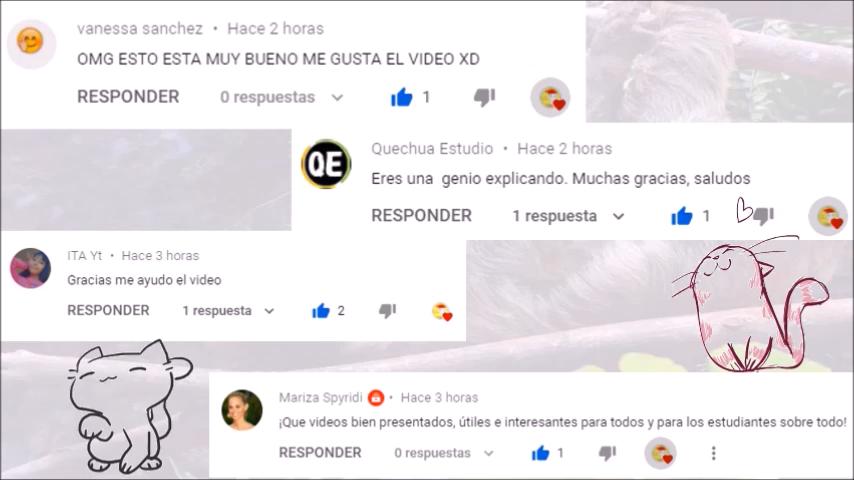 vanessa sanchez • Hace 2 horas
OMG ESTO ESTA MUY BUENO ME GUSTA EL VIDEO XD
RESPONDER 0 respuestas 1
QE
Quechua Estudio • Hace 2 horas
Eres una genio explicando. Muchas gracias, saludos
RESPONDER 1 respuesta 1
ITA Yt • Hace 3 horas
Gracias me ayudo el video
RESPONDER 1 respuesta 2
Mariza Spyridi • Hace 3 horas
¡Que videos bien presentados, útiles e interesantes para todos y para los estudiantes sobre todo!
RESPONDER 0 respuestas 1